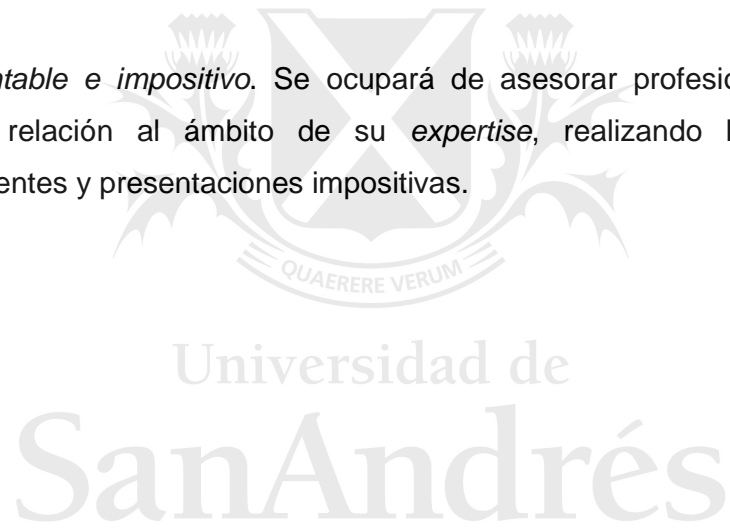 ntable e impositivo. Se ocupará de asesorar profesio
relación al ámbito de su expertise, realizando l
entes y presentaciones impositivas.
QUAERERE VERUM
Universidad de
SanAndrés